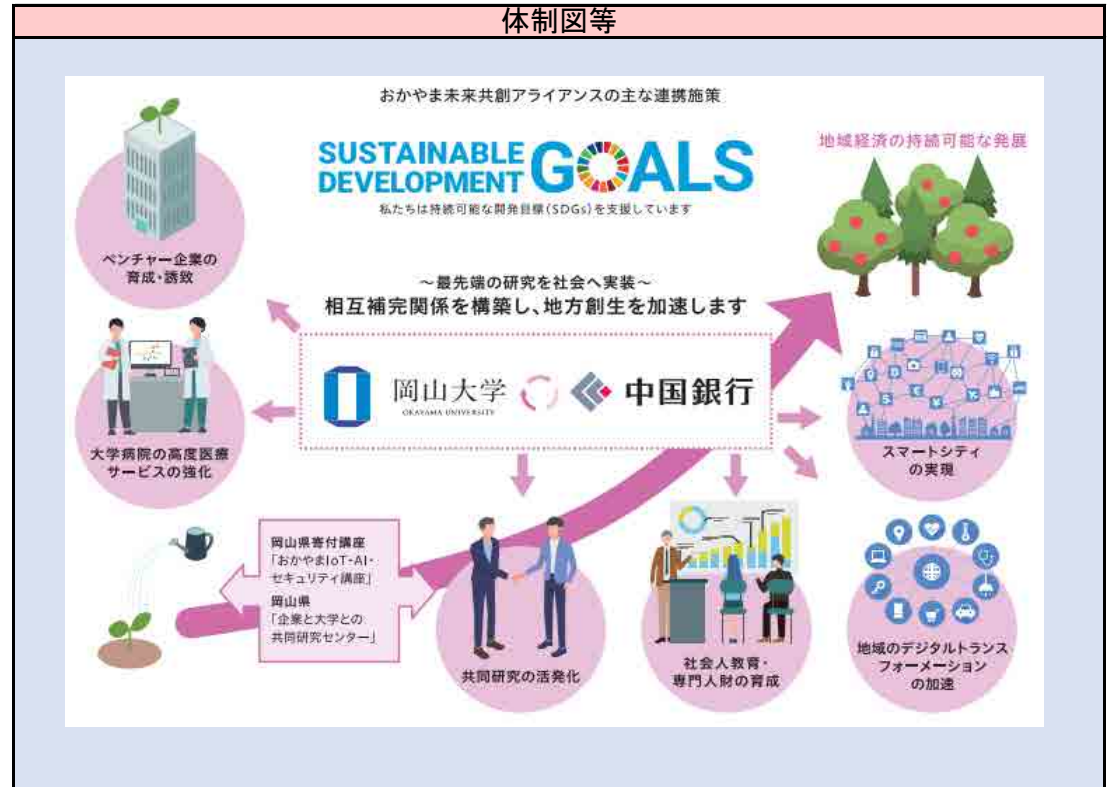 体制図等
おかやま未来共創アライアンスの主な連携施策
SUSTAINABLE
DEVELOPMENT
GOALS
私たちは持続可能な開発目標(SDGs)を支援しています
地域経済の持続可能な発展
ベンチャー企業の
育成・誘致
～最先端の研究を社会へ実装～
相互補完関係を構築し、地方創生を加速します
岡山大学
OKAYAMA UNIVERSITY
中国銀行
大学病院の高度医療
サービスの強化
スマートシティ
の実現
岡山県寄付講座
「おかやまIoT・AI・
セキュリティ講座」
岡山県
「企業と大学との
共同研究センター」
共同研究の活発化
社会人教育・
専門人財の育成
地域のデジタルトランス
フォーメーション
の加速